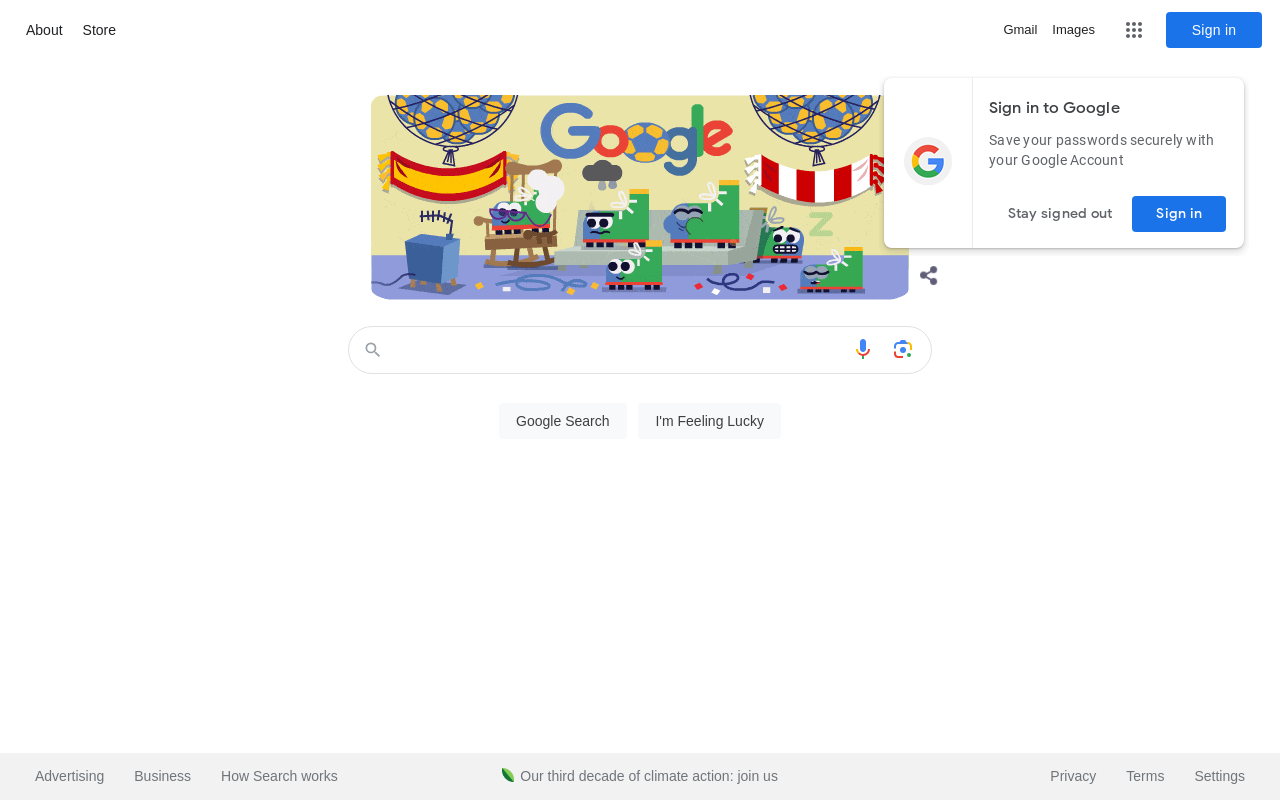 About Store
Gmail Images Sign in
Google
Z
Sign in to Google
Save your passwords securely with
your Google Account
Stay signed out Sign in
Google Search I'm Feeling Lucky
Advertising Business How Search works
Our third decade of climate action: join us
Privacy Terms Settings